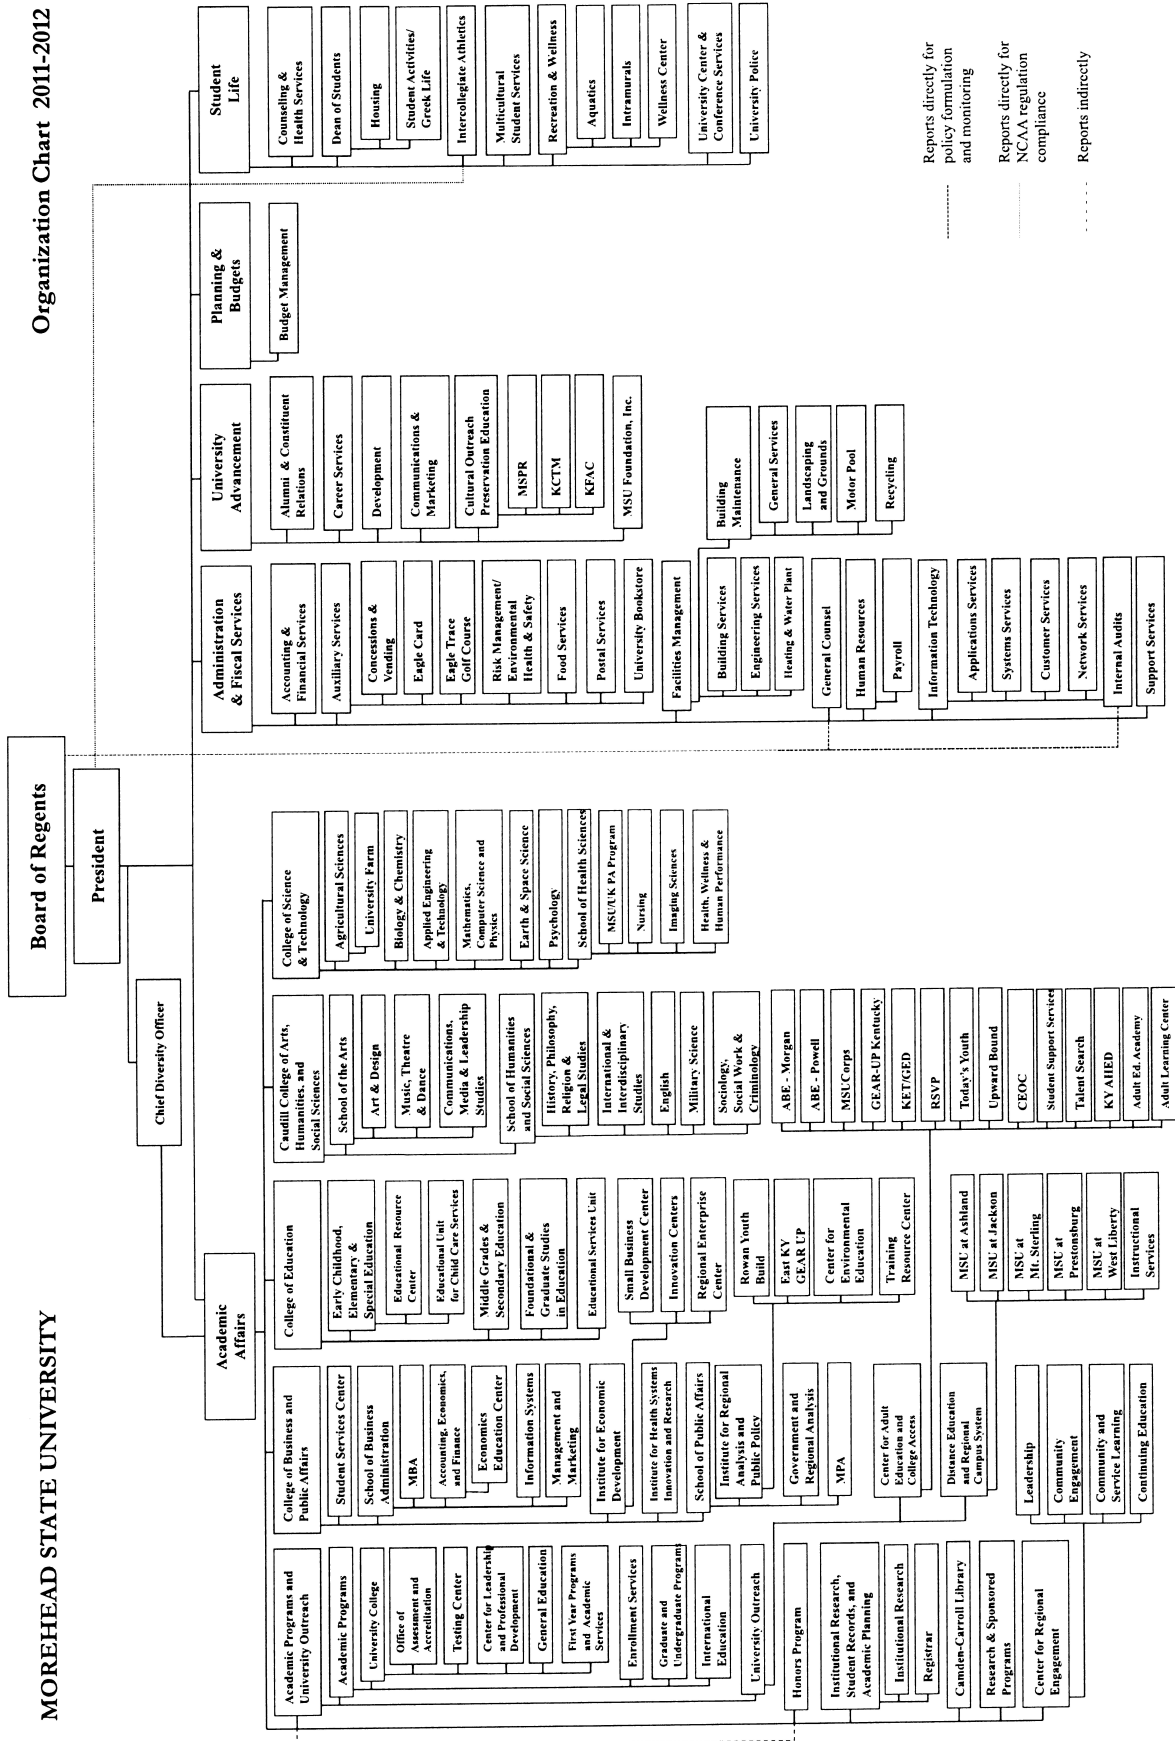 MOREHEAD STATE UNIVERSITY
Organization Chart 2011-2012
Board of Regents
President
Chief Diversity Officer
Academic
Affairs
Administration
& Fiscal Services
University
Advancement
Planning &
Budgets
Student
Life
Academic Programs and
University Outreach
Academic Programs
University College
Office of
Assessment and
Accreditation
Testing Center
Center for Leadership
and Professional
Development
General Education
First Year Programs
and Academic
Services
Enrollment Services
Graduate and
Undergraduate Programs
International
Education
University Outreach
Honors Program
Institutional Research,
Student Records, and
Academic Planning
Institutional Research
Registrar
Camden-Carroll Library
Research & Sponsored
Programs
Center for Regional
Engagement
College of Business and
Public Affairs
Student Services Center
School of Business
Administration
MBA
Accounting, Economics,
and Finance
Economics
Education Center
Information Systems
Management and
Marketing
Institute for Economic
Development
Institute for Health Systems
Innovation and Research
School of Public Affairs
Institute for Regional
Analysis and
Public Policy
Government and
Regional Analysis
MPA
Center for Adult
Education and
College Access
Distance Education
and Regional
Campus System
Leadership
Community
Engagement
Community and
Service Learning
Continuing Education
College of Education
Early Childhood,
Elementary &
Special Education
Educational Resource
Center
Educational Unit
for Child Care Services
Middle Grades &
Secondary Education
Foundational &
Graduate Studies
in Education
Educational Services Unit
Small Business
Development Center
Innovation Centers
Regional Enterprise
Center
Rowan Youth
Build
East KY
GEAR UP
Center for
Environmental
Education
Training
Resource Center
MSU at Ashland
MSU at Jackson
MSU at
Mt. Sterling
MSU at
Prestonsburg
MSU at
West Liberty
Instructional
Services
Caudill College of Arts,
Humanities, and
Social Sciences
School of the Arts
Art & Design
Music, Theatre
& Dance
Communications,
Media & Leadership
Studies
School of Humanities
and Social Sciences
History, Philosophy,
Religion &
Legal Studies
International &
Interdisciplinary
Studies
English
Military Science
Sociology,
Social Work &
Criminology
ABE - Morgan
ABE - Powell
MSUCorps
GEAR-UP Kentucky
KET/GED
RSVP
Today's Youth
Upward Bound
CEOC
Student Support Services
Talent Search
KY AHED
Adult Ed. Academy
Adult Learning Center
College of Science
& Technology
Agricultural Sciences
University Farm
Biology & Chemistry
Applied Engineering
& Technology
Mathematics,
Computer Science and
Physics
Earth & Space Science
Psychology
School of Health Sciences
MSU/UK PA Program
Nursing
Imaging Sciences
Health, Wellness &
Human Performance
Accounting &
Financial Services
Auxiliary Services
Concessions &
Vending
Eagle Card
Eagle Trace
Golf Course
Risk Management/
Environmental
Health & Safety
Food Services
Postal Services
University Bookstore
Facilities Management
Building Services
Engineering Services
Heating & Water Plant
General Counsel
Human Resources
Payroll
Information Technology
Applications Services
Systems Services
Customer Services
Network Services
Internal Audits
Support Services
Building
Maintenance
General Services
Landscaping
and Grounds
Motor Pool
Recycling
Alumni & Constituent
Relations
Career Services
Development
Communications &
Marketing
Cultural Outreach
Preservation Education
MSPR
KCTM
KFAC
MSU Foundation, Inc.
Budget Management
Counseling &
Health Services
Dean of Students
Housing
Student Activities/
Greek Life
Intercollegiate Athletics
Multicultural
Student Services
Recreation & Wellness
Aquatics
Intramurals
Wellness Center
University Center &
Conference Services
University Police
Reports directly for
policy formulation
and monitoring
Reports directly for
NCAA regulation
compliance
Reports indirectly